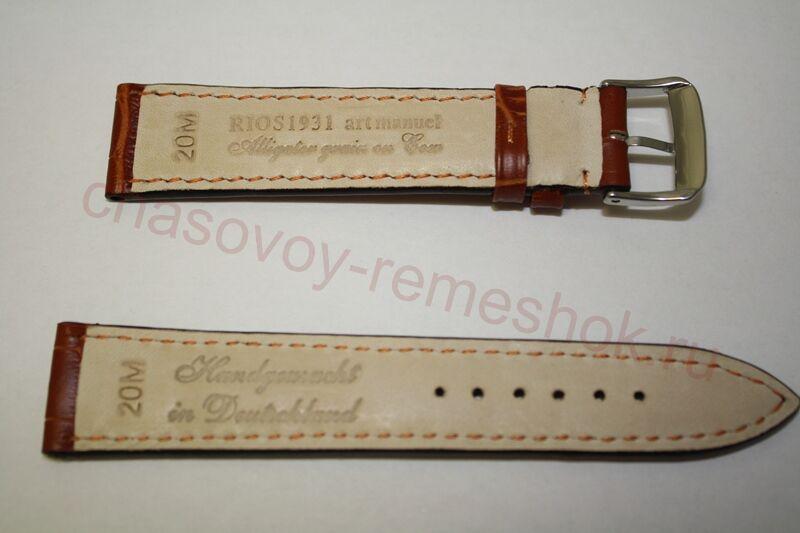 20M
RIOS1931 art manuel
Alligator grain on Cow
chasovoy-remeshok.ru
20M
Handgemacht
in Deutschland